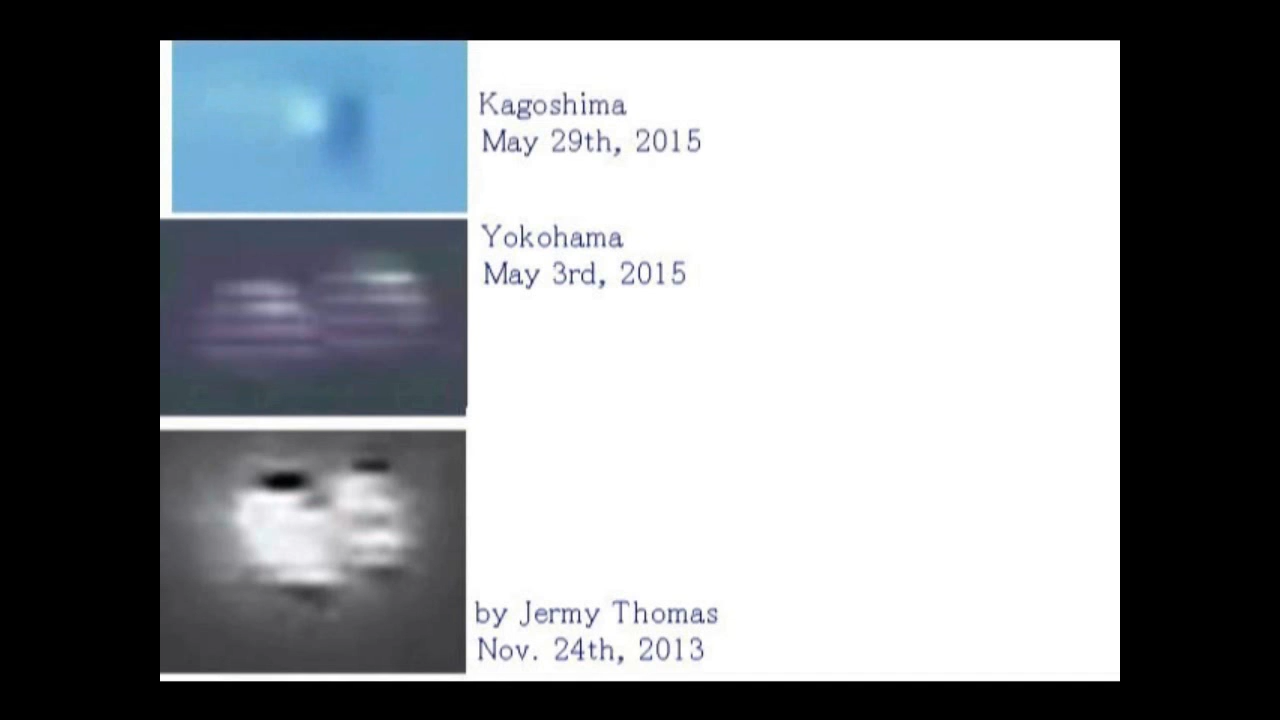 Kagoshima
May 29th, 2015
Yokohama
May 3rd, 2015
by Jermy Thomas
Nov. 24th, 2013